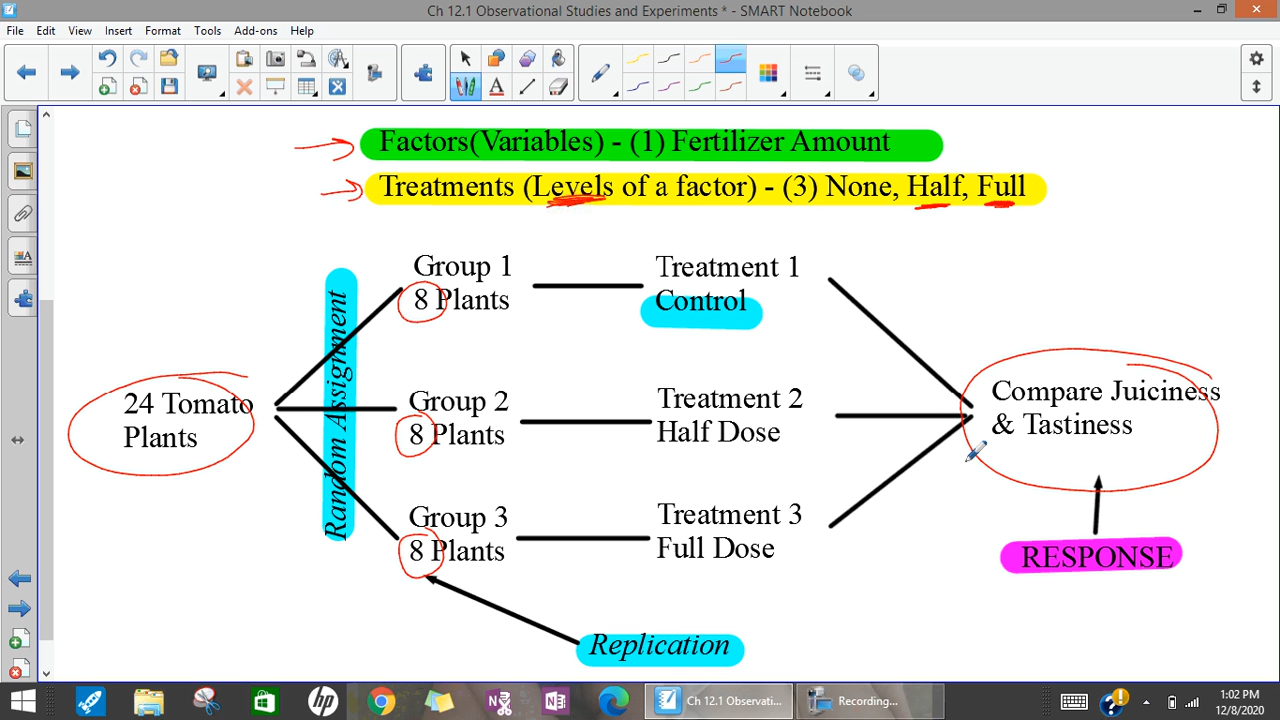 Ch 12.1 Observational Studies and Experiments * - SMART Notebook
File Edit View Insert Format Tools Add-ons Help
Factors(Variables) - (1) Fertilizer Amount
Treatments (Levels of a factor) - (3) None, Half, Full
24 Tomato
Plants
Random Assignment
Group 1
8 Plants
Treatment 1
Control
Group 2
8 Plants
Treatment 2
Half Dose
Group 3
8 Plants
Treatment 3
Full Dose
Compare Juiciness
& Tastiness
RESPONSE
Replication
Ch 12.1 Observati...
Recording...
1:02 PM
12/8/2020